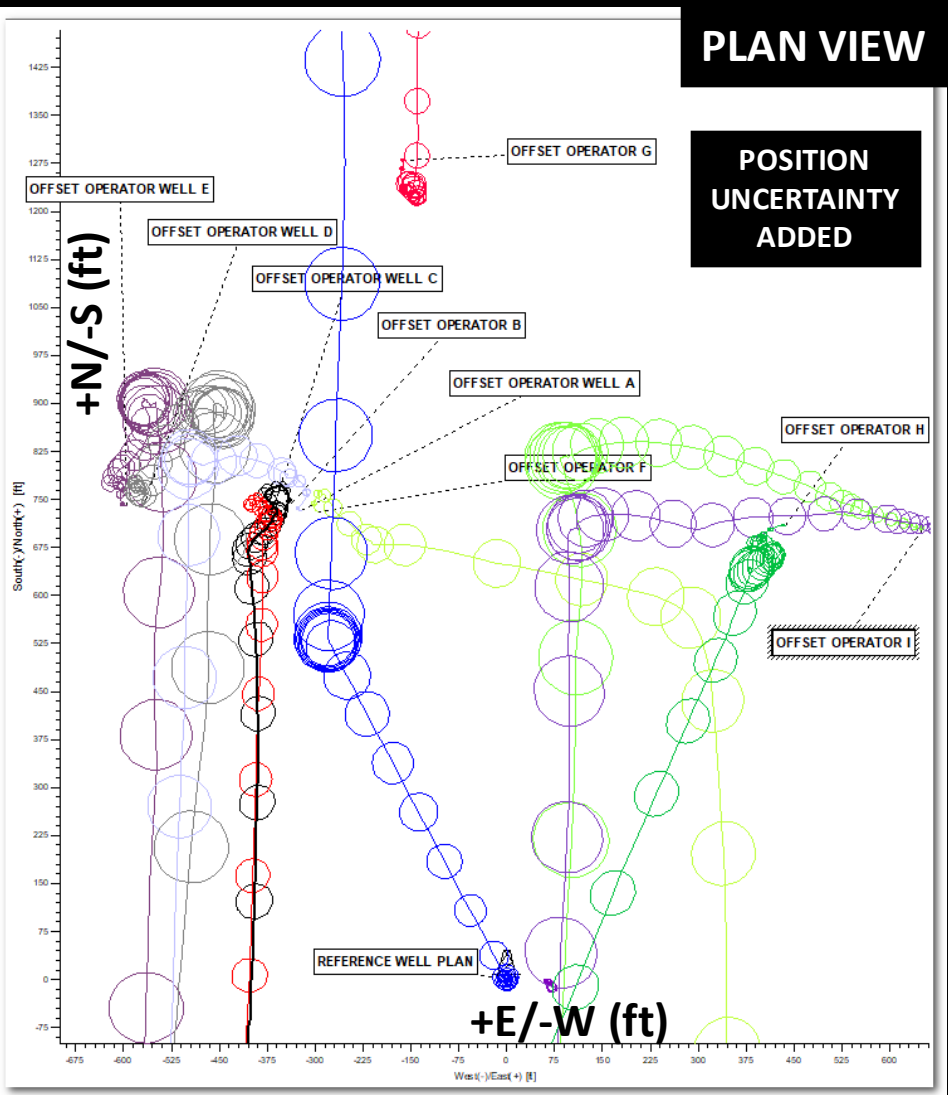 PLAN VIEW
POSITION
UNCERTAINTY
ADDED
OFFSET OPERATOR G
OFFSET OPERATOR WELL E
OFFSET OPERATOR WELL D
OFFSET OPERATOR WELL C
OFFSET OPERATOR B
OFFSET OPERATOR WELL A
OFFSET OPERATOR H
OFFSET OPERATOR F
OFFSET OPERATOR I
REFERENCE WELL PLAN
+N/-S (ft)
South(-)/North(+) [ft]
1425
1350
1275
1200
1125
1050
975
900
825
750
675
600
525
450
375
300
225
150
75
0
-75
+E/-W (ft)
-675 -600 -525 -450 -375 -300 -225 -150 -75 0 75 150 225 300 375 450 525 600
West(-)/East(+) [ft]